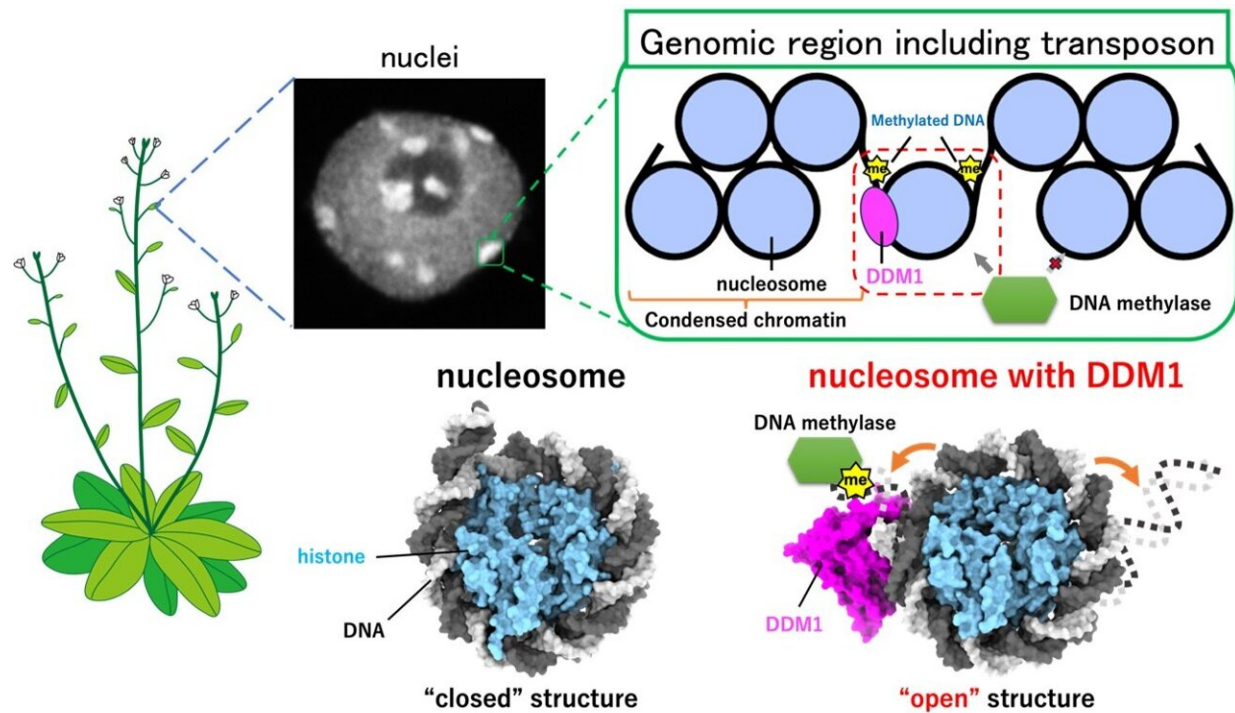 nuclei
Genomic region including transposon
Methylated DNA
me
me
DDM1
nucleosome
Condensed chromatin
DNA methylase
nucleosome
histone
DNA
"closed" structure
nucleosome with DDM1
DNA methylase
me
DDM1
"open" structure